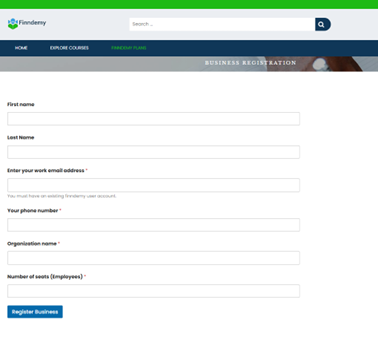 Finndemy
Search ...
HOME
EXPLORE COURSES
FINNDEMY PLANS
BUSINESS REGISTRATION
First name
Last Name
Enter your work email address *
You must have an existing finndemy user account.
Your phone number *
Organization name *
Number of seats (Employees) *
Register Business